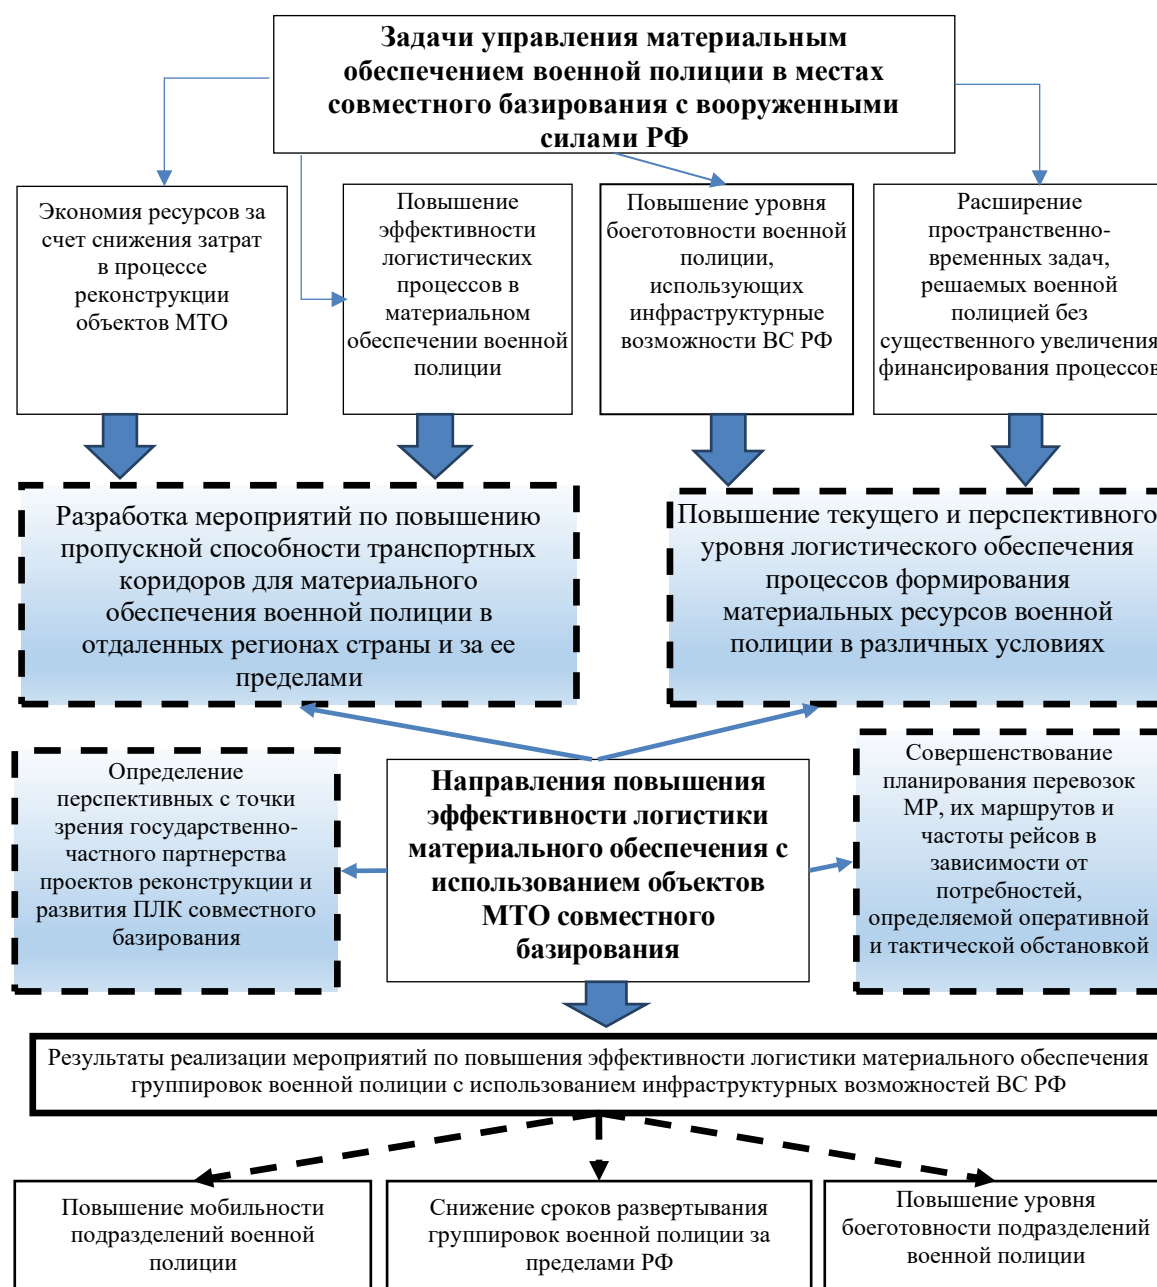 Задачи управления материальным
обеспечением военной полиции в местах
совместного базирования с вооруженными
силами РФ
Экономия ресурсов за
счет снижения затрат
в процессе
реконструкции
объектов МТО
Повышение
эффективности
логистических
процессов в
материальном
обеспечении военной
полиции
Повышение уровня
боеготовности военной
полиции,
использующих
инфраструктурные
возможности ВС РФ
Расширение
пространственно-
временных задач,
решаемых военной
полицией без
существенного увеличения
финансирования процессов
Разработка мероприятий по повышению
пропускной способности транспортных
коридоров для материального
обеспечения военной полиции в
отдаленных регионах страны и за ее
пределами
Повышение текущего и перспективного
уровня логистического обеспечения
процессов формирования
материальных ресурсов военной
полиции в различных условиях
Определение
перспективных с точки
зрения государственно-
частного партнерства
проектов реконструкции и
развития ПЛК совместного
базирования
Направления повышения
эффективности логистики
материального обеспечения с
использованием объектов
МТО совместного
базирования
Совершенствование
планирования перевозок
МР, их маршрутов и
частоты рейсов в
зависимости от
потребностей,
определяемой оперативной
и тактической обстановкой
Результаты реализации мероприятий по повышения эффективности логистики материального обеспечения
группировок военной полиции с использованием инфраструктурных возможностей ВС РФ
Повышение мобильности
подразделений военной
полиции
Снижение сроков развертывания
группировок военной полиции за
пределами РФ
Повышение уровня
боеготовности подразделений
военной полиции